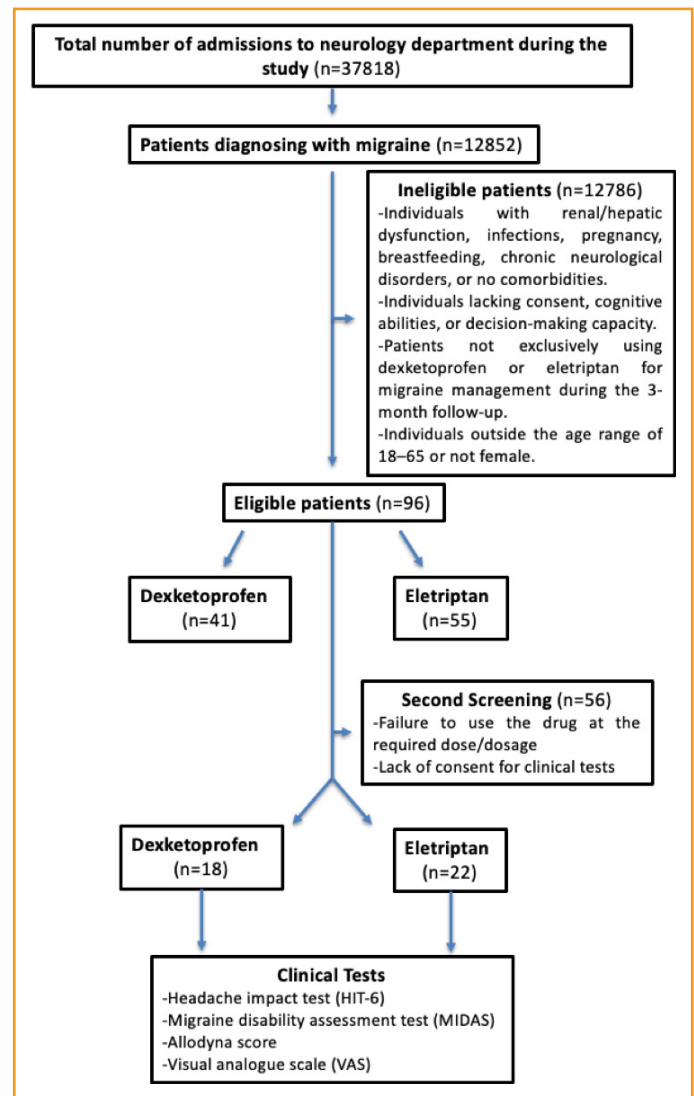 Total number of admissions to neurology department during the
study (n=37818)
Patients diagnosing with migraine (n=12852)
Ineligible patients (n=12786)
-Individuals with renal/hepatic
dysfunction, infections, pregnancy,
breastfeeding, chronic neurological
disorders, or no comorbidities.
-Individuals lacking consent, cognitive
abilities, or decision-making capacity.
-Patients not exclusively using
dexketoprofen or eletriptan for
migraine management during the 3-
month follow-up.
-Individuals outside the age range of
18–65 or not female.
Eligible patients (n=96)
Dexketoprofen
(n=41)
Eletriptan
(n=55)
Second Screening (n=56)
-Failure to use the drug at the
required dose/dosage
-Lack of consent for clinical tests
Dexketoprofen
(n=18)
Eletriptan
(n=22)
Clinical Tests
-Headache impact test (HIT-6)
-Migraine disability assessment test (MIDAS)
-Allodyna score
-Visual analogue scale (VAS)